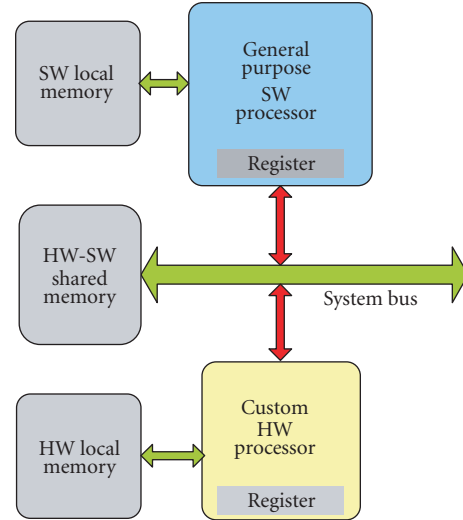 SW local
memory
General
purpose
SW
processor
Register
HW-SW
shared
memory
System bus
Custom
HW
processor
HW local
memory
Register